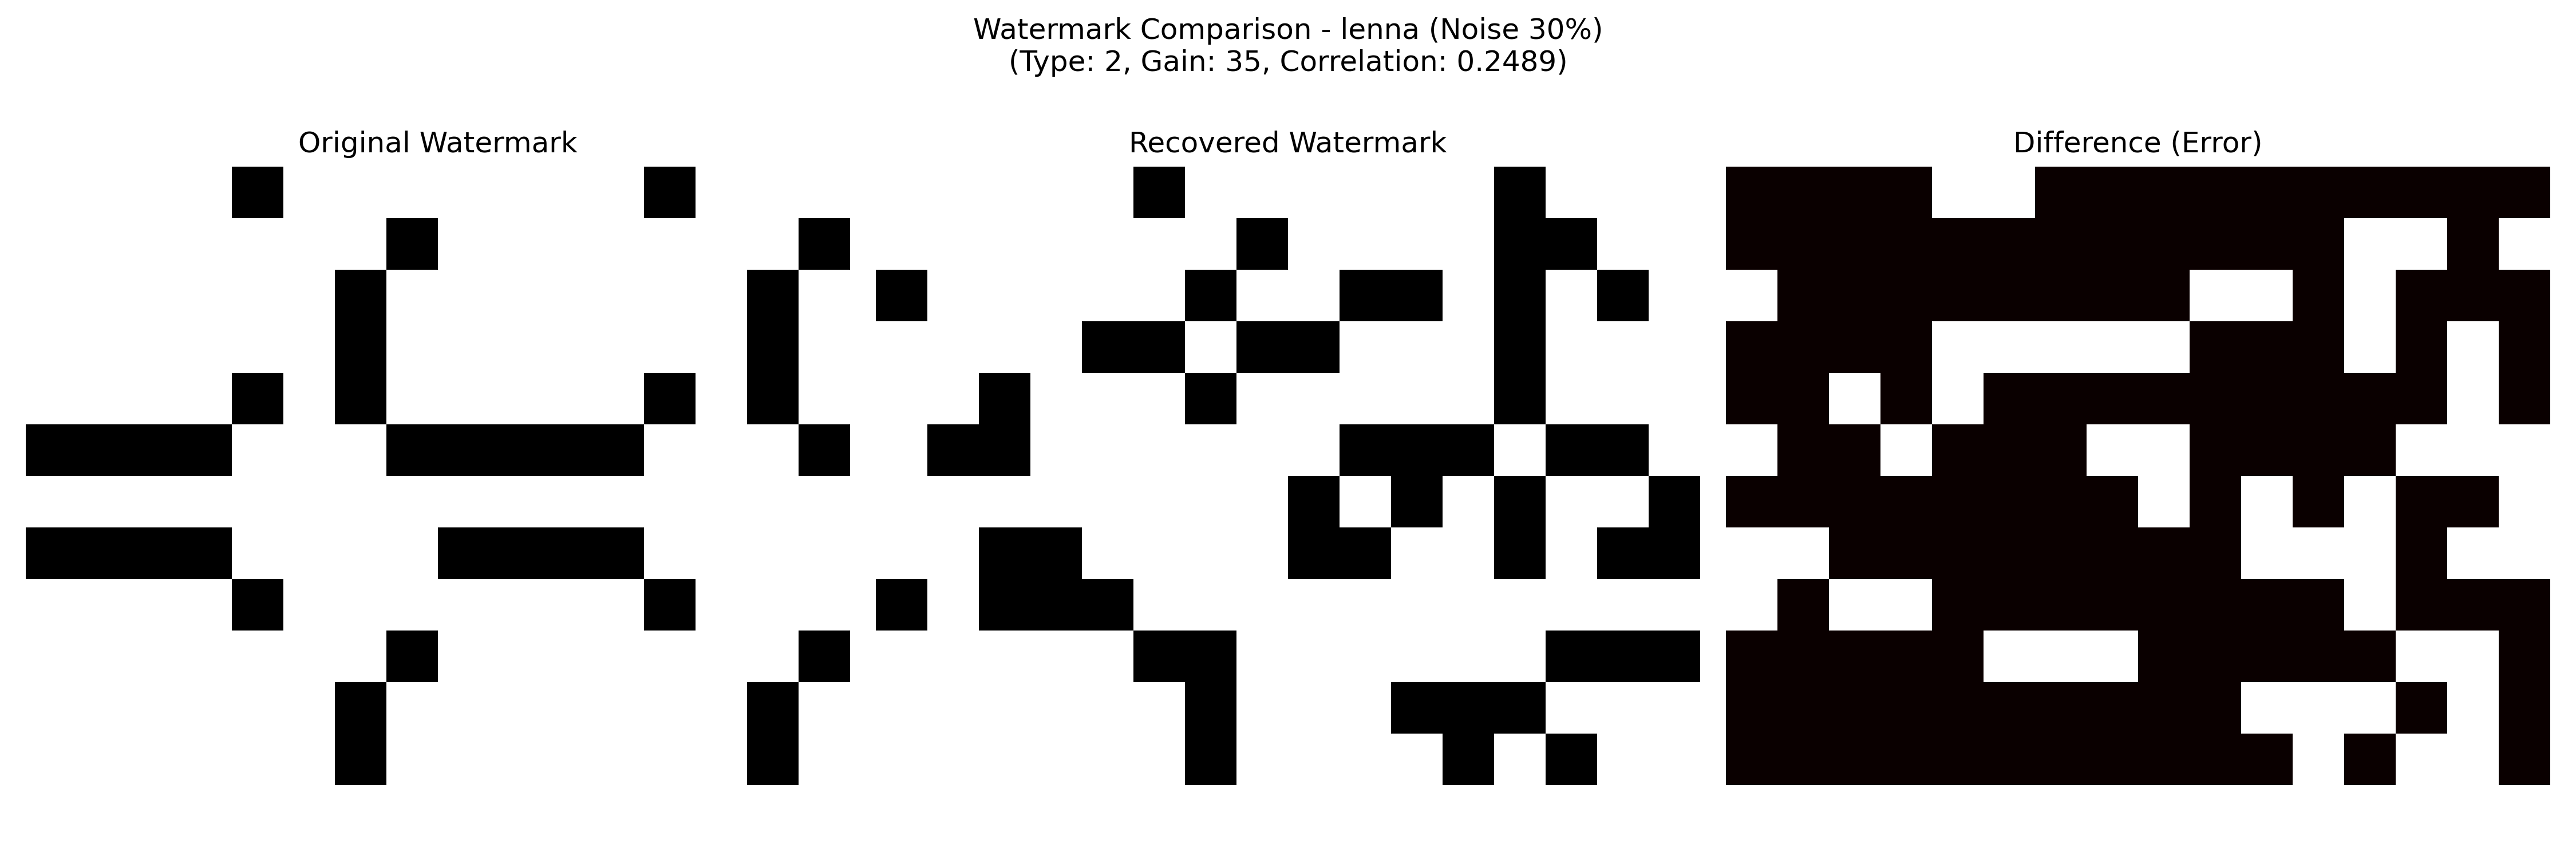 Watermark Comparison - lenna (Noise 30%)
(Type: 2, Gain: 35, Correlation: 0.2489)
Original Watermark
Recovered Watermark
Difference (Error)